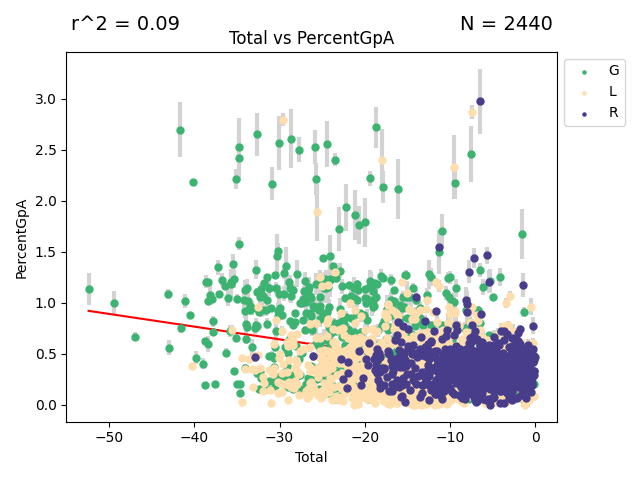 r^2 = 0.09
N = 2440
Total vs PercentGpA
G
L
R
3.0
2.5
2.0
1.5
1.0
0.5
0.0
PercentGpA
−50
−40
−30
−20
−10
0
Total